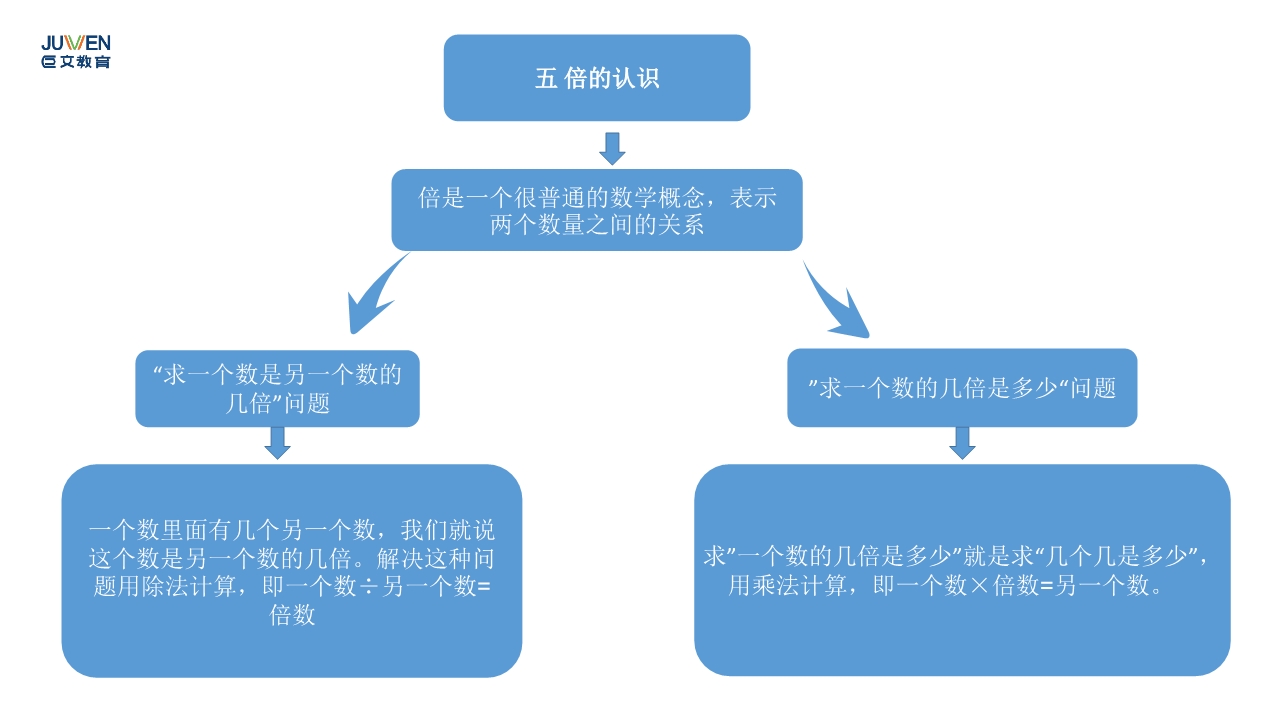 JUWEN
巨文教育
五 倍的认识
倍是一个很普通的数学概念，表示
两个数量之间的关系
“求一个数是另一个数的
几倍”问题
”求一个数的几倍是多少“问题
一个数里面有几个另一个数，我们就说
这个数是另一个数的几倍。解决这种问
题用除法计算，即一个数÷另一个数=
倍数
求”一个数的几倍是多少”就是求“几个几是多少”，
用乘法计算，即一个数×倍数=另一个数。